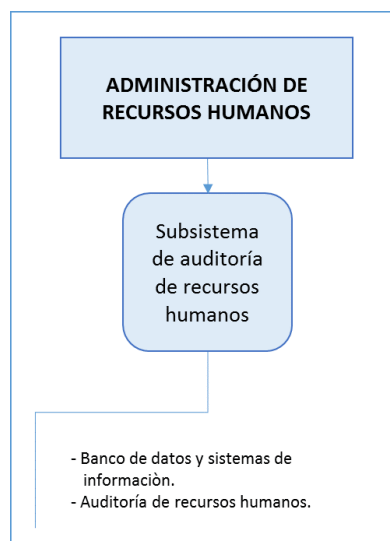 ADMINISTRACIÓN DE
RECURSOS HUMANOS
Subsistema
de auditoría
de recursos
humanos
- Banco de datos y sistemas de
informaciòn.
- Auditoría de recursos humanos.